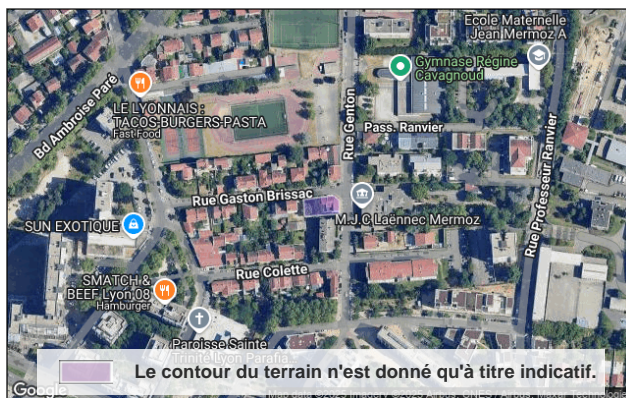 Ecole Maternelle
Jean Mermoz A
Gymnase Régine
Cavagnoud
Bd Ambroise Paré
LE LYONNAIS :
TACOS-BURGERS-PASTA
Fast Food
Rue Genton
Pass. Ranvier
Rue Professeur Ranvier
Rue Gaston Brissac
M.J.C Laënnec Mermoz
SUN EXOTIQUE
Rue Colette
SMATCH &
BEEF Lyon 08
Hamburger
Paroisse Sainte
Trinité Lyon Parafia...
Le contour du terrain n'est donné qu'à titre indicatif.
Google